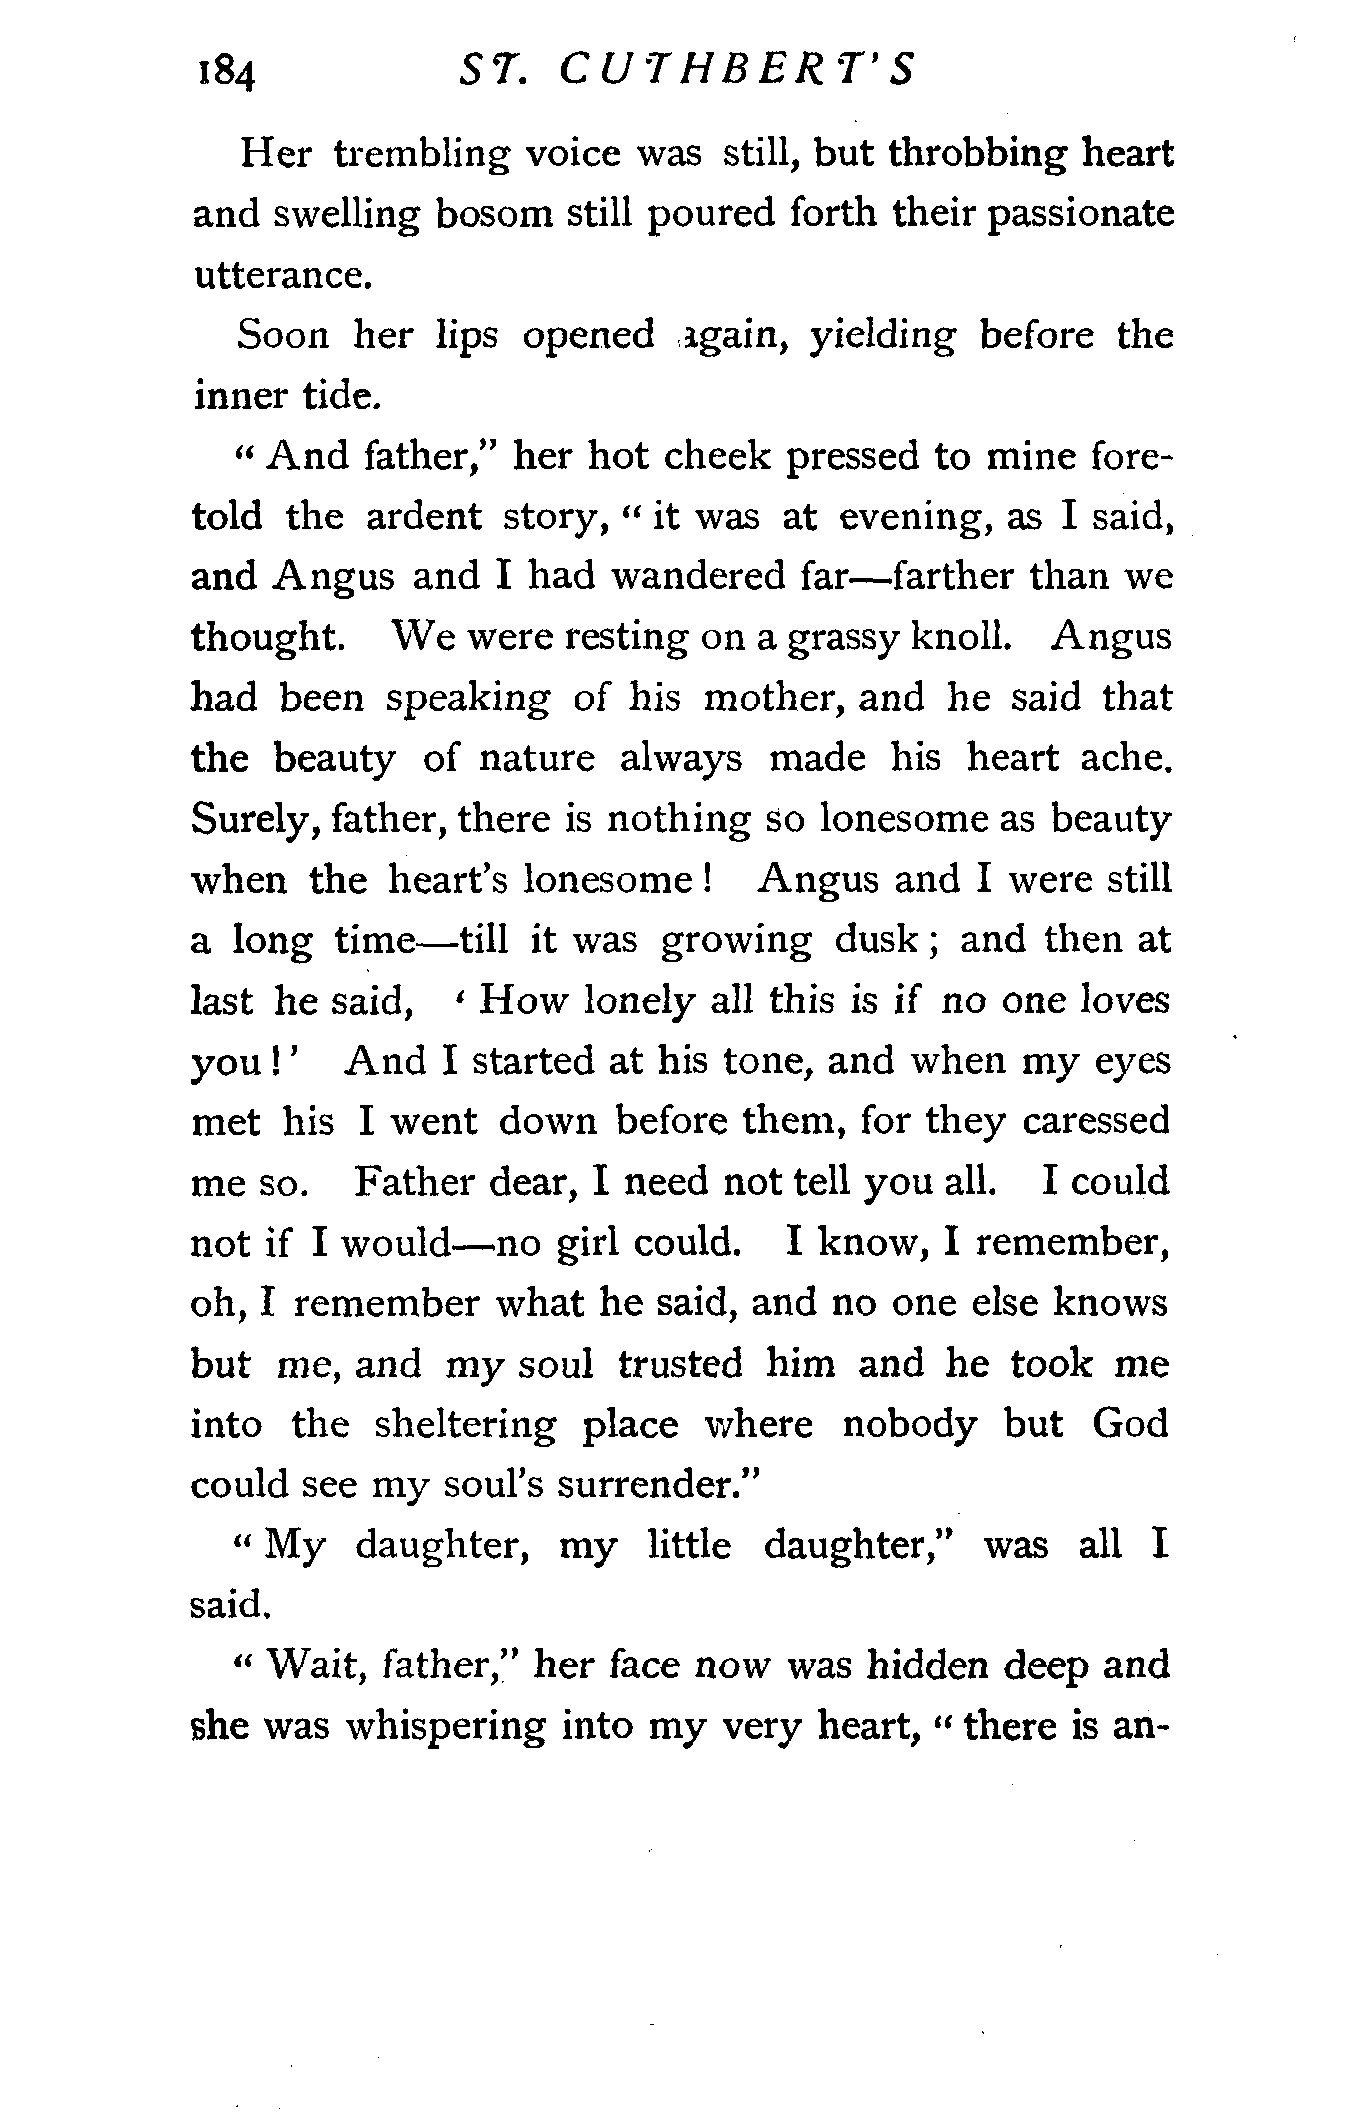 184 ST. CUTHBERT'S
Her trembling voice was still, but throbbing heart
and swelling bosom still poured forth their passionate
utterance.
Soon her lips opened again, yielding before the
inner tide.
“ And father,” her hot cheek pressed to mine fore-
told the ardent story, “ it was at evening, as I said,
and Angus and I had wandered far—farther than we
thought. We were resting on a grassy knoll. Angus
had been speaking of his mother, and he said that
the beauty of nature always made his heart ache.
Surely, father, there is nothing so lonesome as beauty
when the heart's lonesome ! Angus and I were still
a long time—till it was growing dusk ; and then at
last he said, ‘ How lonely all this is if no one loves
you ! ’ And I started at his tone, and when my eyes
met his I went down before them, for they caressed
me so. Father dear, I need not tell you all. I could
not if I would—no girl could. I know, I remember,
oh, I remember what he said, and no one else knows
but me, and my soul trusted him and he took me
into the sheltering place where nobody but God
could see my soul's surrender.”
“ My daughter, my little daughter,” was all I
said.
“ Wait, father,” her face now was hidden deep and
she was whispering into my very heart, “ there is an-